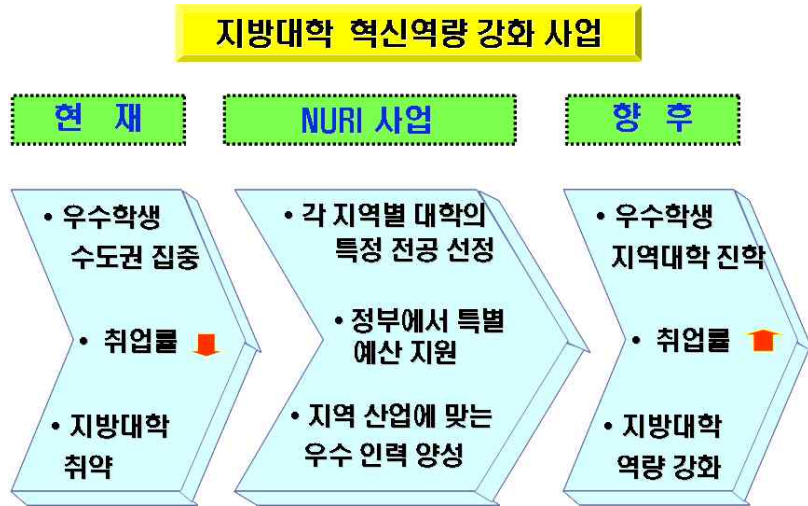 지방대학 혁신역량 강화 사업
현 재
NURI 사업
향 후
• 우수학생
수도권 집중
• 취업률
• 지방대학
취약
• 각 지역별 대학의
특정 전공 선정
• 정부에서 특별
예산 지원
• 지역 산업에 맞는
우수 인력 양성
• 우수학생
지역대학 진학
• 취업률
• 지방대학
역량 강화